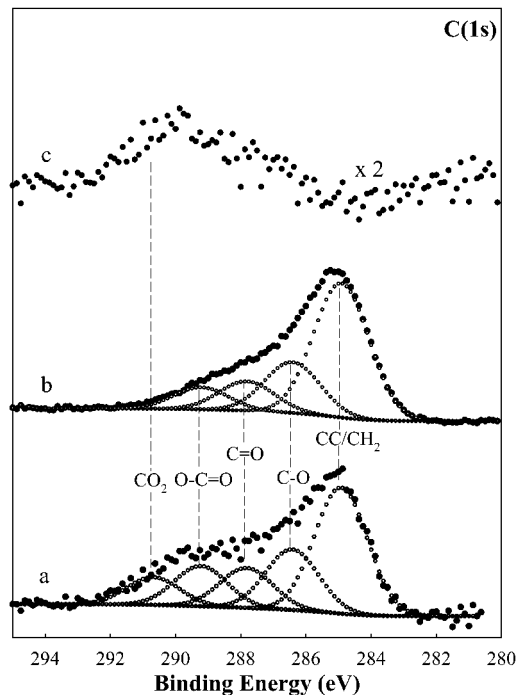 C(1s)
c
x 2
b
C=O
CC/CH₂
CO₂ O-C=O
C-O
a
294 292 290 288 286 284 282 280
Binding Energy (eV)